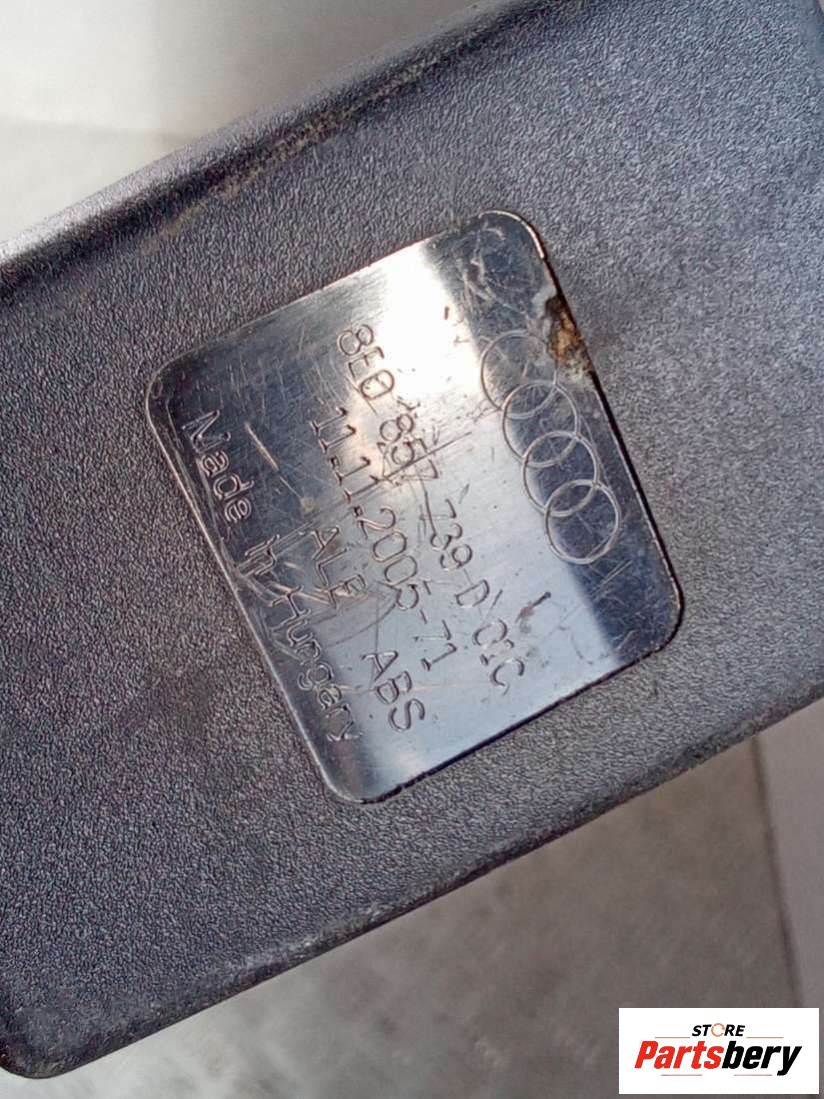 8E0 857 739 D 01C
11.11.2005-71
ALE ABS
Made In Hungary
STORE
Partsbery